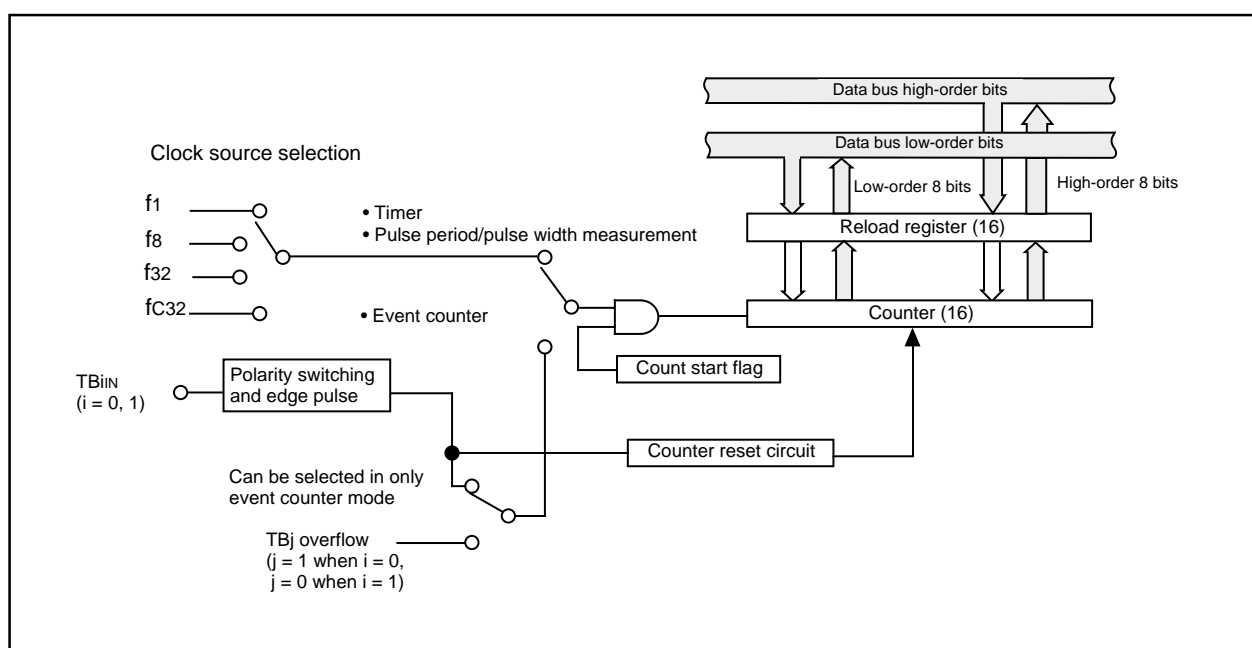 Data bus high-order bits
Data bus low-order bits
Clock source selection
Low-order 8 bits
High-order 8 bits
f1
• Timer
• Pulse period/pulse width measurement
Reload register (16)
f8
f32
fC32
• Event counter
Counter (16)
Count start flag
TBiIN
(i = 0, 1)
Polarity switching
and edge pulse
Counter reset circuit
Can be selected in only
event counter mode
TBj overflow
(j = 1 when i = 0,
j = 0 when i = 1)